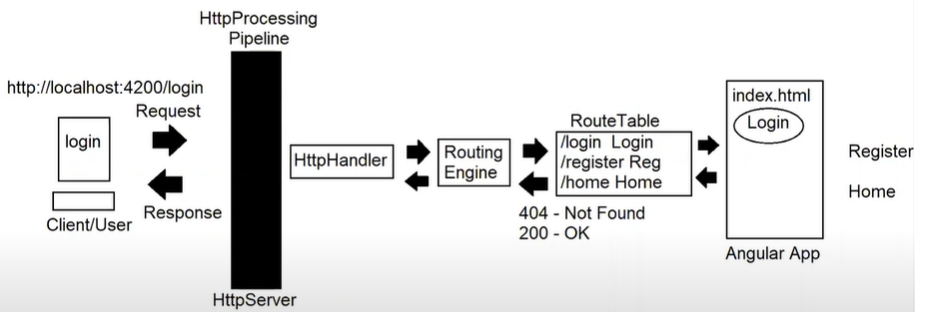 HttpProcessing
Pipeline
http://localhost:4200/login
Request
login
Response
Client/User
HttpServer
HttpHandler
Routing
Engine
RouteTable
/login Login
/register Reg
/home Home
404 - Not Found
200 - OK
index.html
Login
Angular App
Register
Home